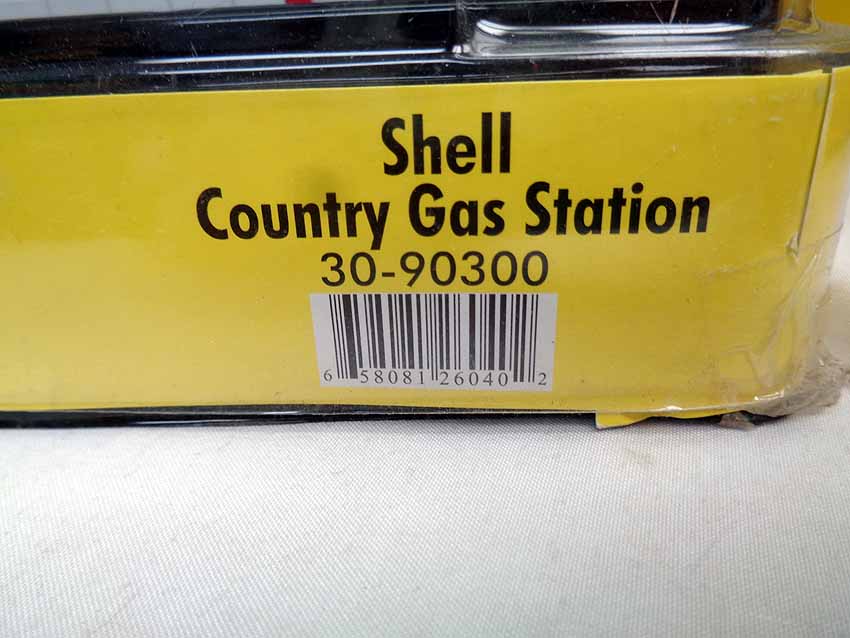 Shell
Country Gas Station
30-90300
6 58081 26040 2